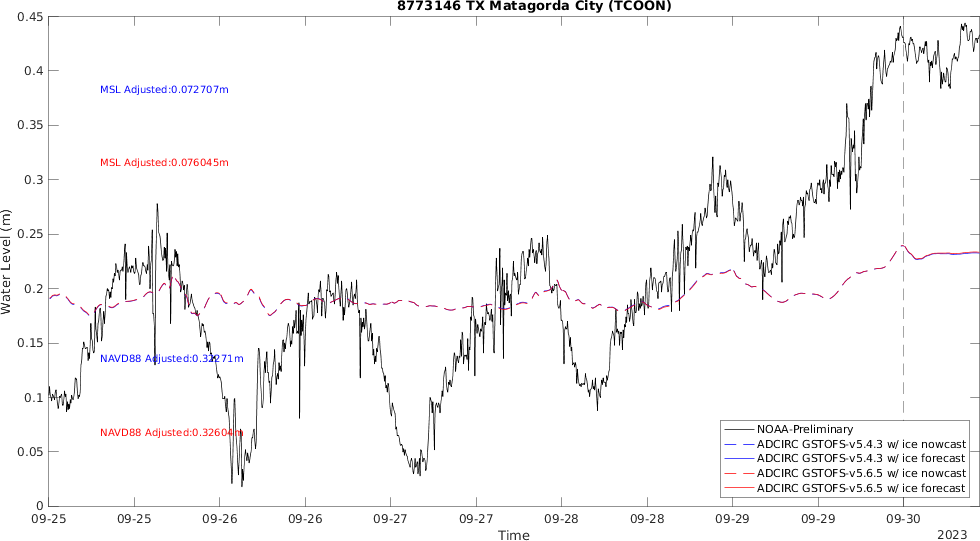 8773146 TX Matagorda City (TCOON)
0.45
0.4
0.35
0.3
0.25
0.2
0.15
0.1
0.05
0
Water Level (m)
MSL Adjusted:0.072707m
MSL Adjusted:0.076045m
NAVD88 Adjusted:0.32271m
NAVD88 Adjusted:0.32604m
NOAA-Preliminary
ADCIRC GSTOFS-v5.4.3 w/ ice nowcast
ADCIRC GSTOFS-v5.4.3 w/ ice forecast
ADCIRC GSTOFS-v5.6.5 w/ ice nowcast
ADCIRC GSTOFS-v5.6.5 w/ ice forecast
09-25 09-25 09-26 09-26 09-27 09-27 09-28 09-28 09-29 09-29 09-30
Time
2023